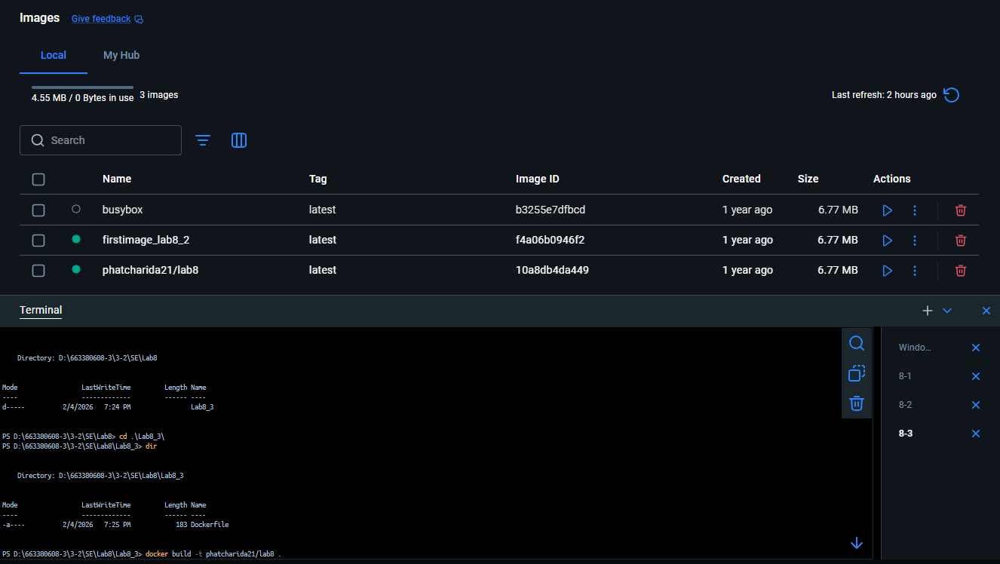 Images Give feedback
Local My Hub
4.55 MB / 0 Bytes in use 3 images Last refresh: 2 hours ago
Search
Name Tag Image ID Created Size Actions
busybox latest b3255e7dfbcd 1 year ago 6.77 MB
firstimage_lab8_2 latest f4a06b0946f2 1 year ago 6.77 MB
phatcharida21/lab8 latest 10a8db4da449 1 year ago 6.77 MB
Terminal
Windo...
8-1
8-2
8-3
Directory: D:\663380608-3\3-2\SE\Lab8
Mode LastWriteTime Length Name
---- ------------- ------ ----
d----- 2/4/2026 7:24 PM Lab8_3
PS D:\663380608-3\3-2\SE\Lab8> cd .\Lab8_3\
PS D:\663380608-3\3-2\SE\Lab8\Lab8_3> dir
Directory: D:\663380608-3\3-2\SE\Lab8\Lab8_3
Mode LastWriteTime Length Name
---- ------------- ------ ----
-a---- 2/4/2026 7:25 PM 183 Dockerfile
PS D:\663380608-3\3-2\SE\Lab8\Lab8_3> docker build -t phatcharida21/lab8 .